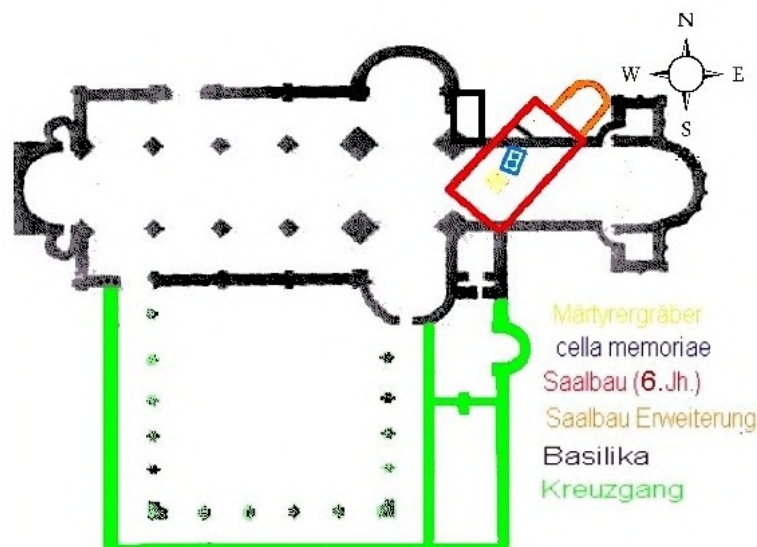 N
W E
S
Märtyrergräber
cella memoriae
Saalbau (6.Jh.)
Saalbau Erweiterung
Basilika
Kreuzgang